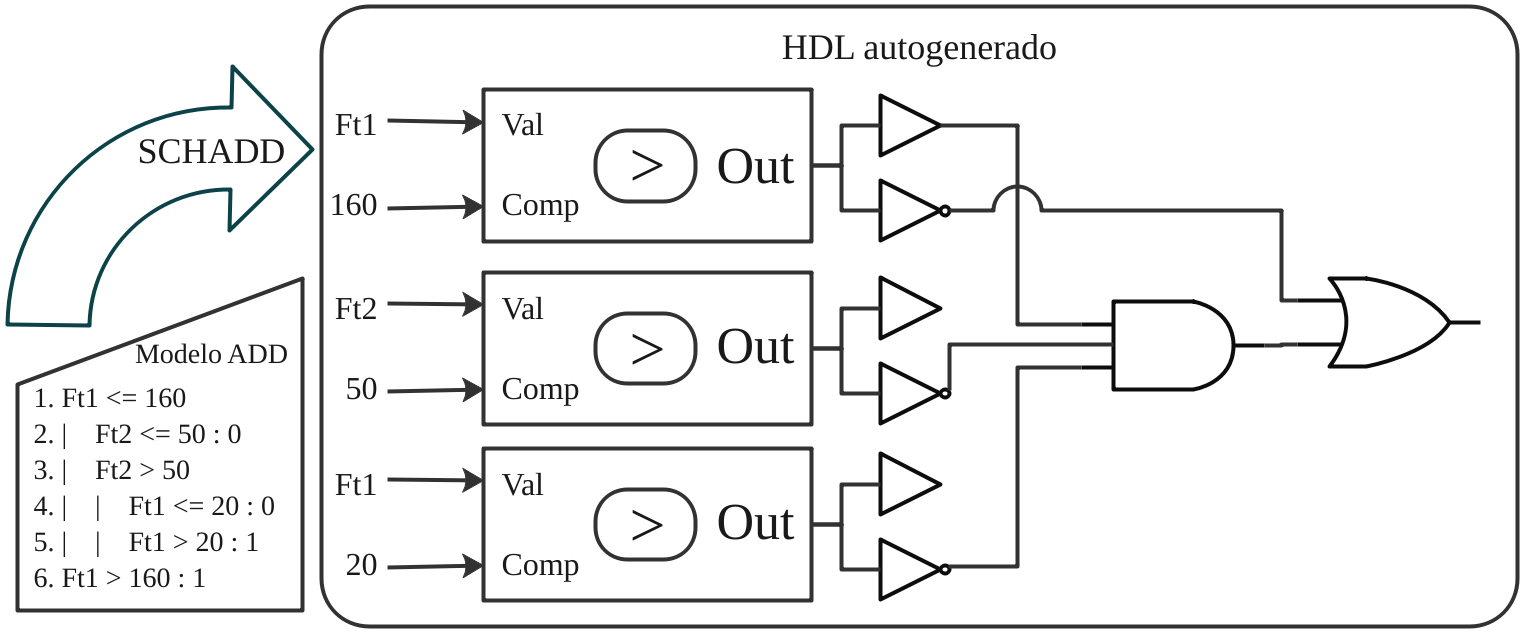 HDL autogenerado
SCHADD
Ft1
160
Val
Comp
>
Out
Ft2
50
Val
Comp
>
Out
Ft1
20
Val
Comp
>
Out
Modelo ADD
1. Ft1 <= 160
2. | Ft2 <= 50 : 0
3. | Ft2 > 50
4. | | Ft1 <= 20 : 0
5. | | Ft1 > 20 : 1
6. Ft1 > 160 : 1